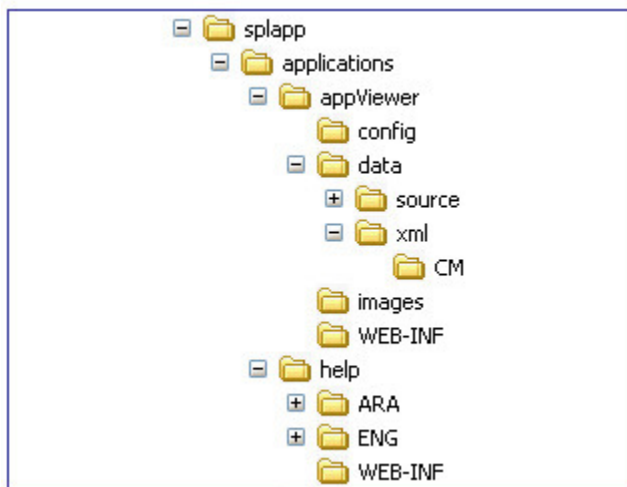 splapp
applications
appViewer
config
data
source
xml
CM
images
WEB-INF
help
ARA
ENG
WEB-INF